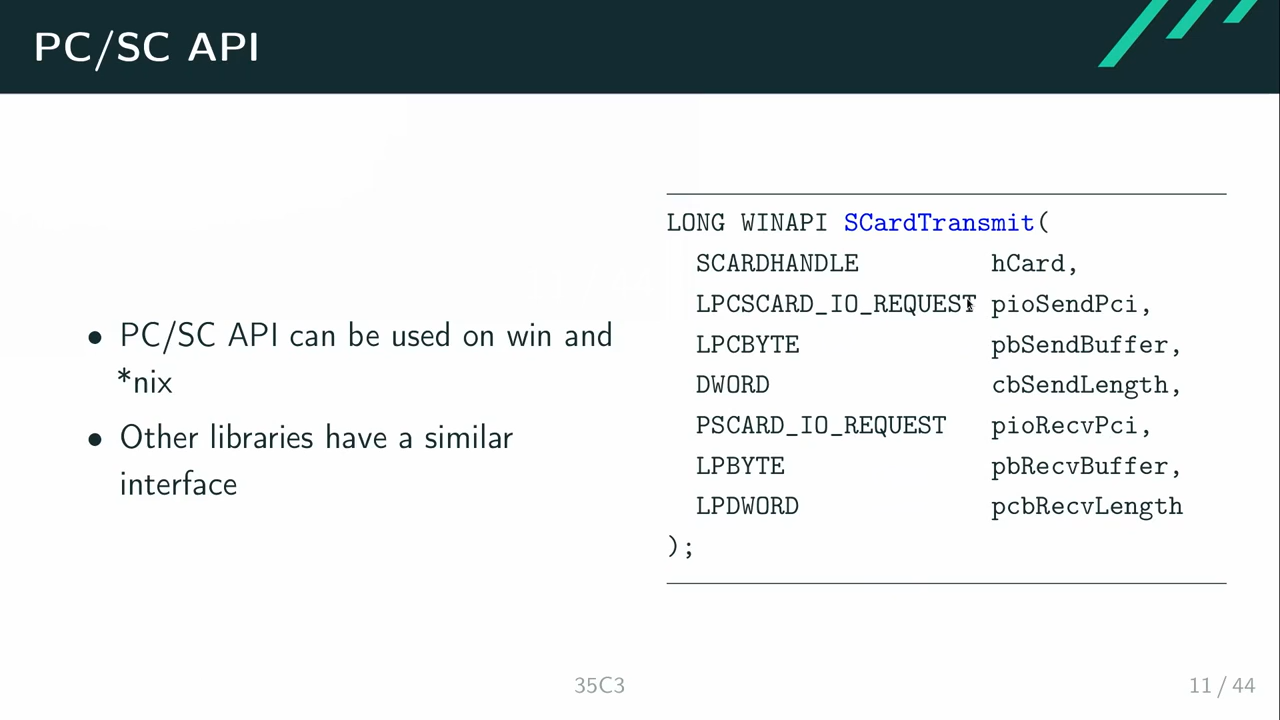 PC/SC API
• PC/SC API can be used on win and
*nix
• Other libraries have a similar
interface
LONG WINAPI SCardTransmit(
  SCARDHANDLE         hCard,
  LPCSCARD_IO_REQUEST pioSendPci,
  LPCBYTE             pbSendBuffer,
  DWORD               cbSendLength,
  PSCARD_IO_REQUEST   pioRecvPci,
  LPBYTE              pbRecvBuffer,
  LPDWORD             pcbRecvLength
);
35C3
11 / 44